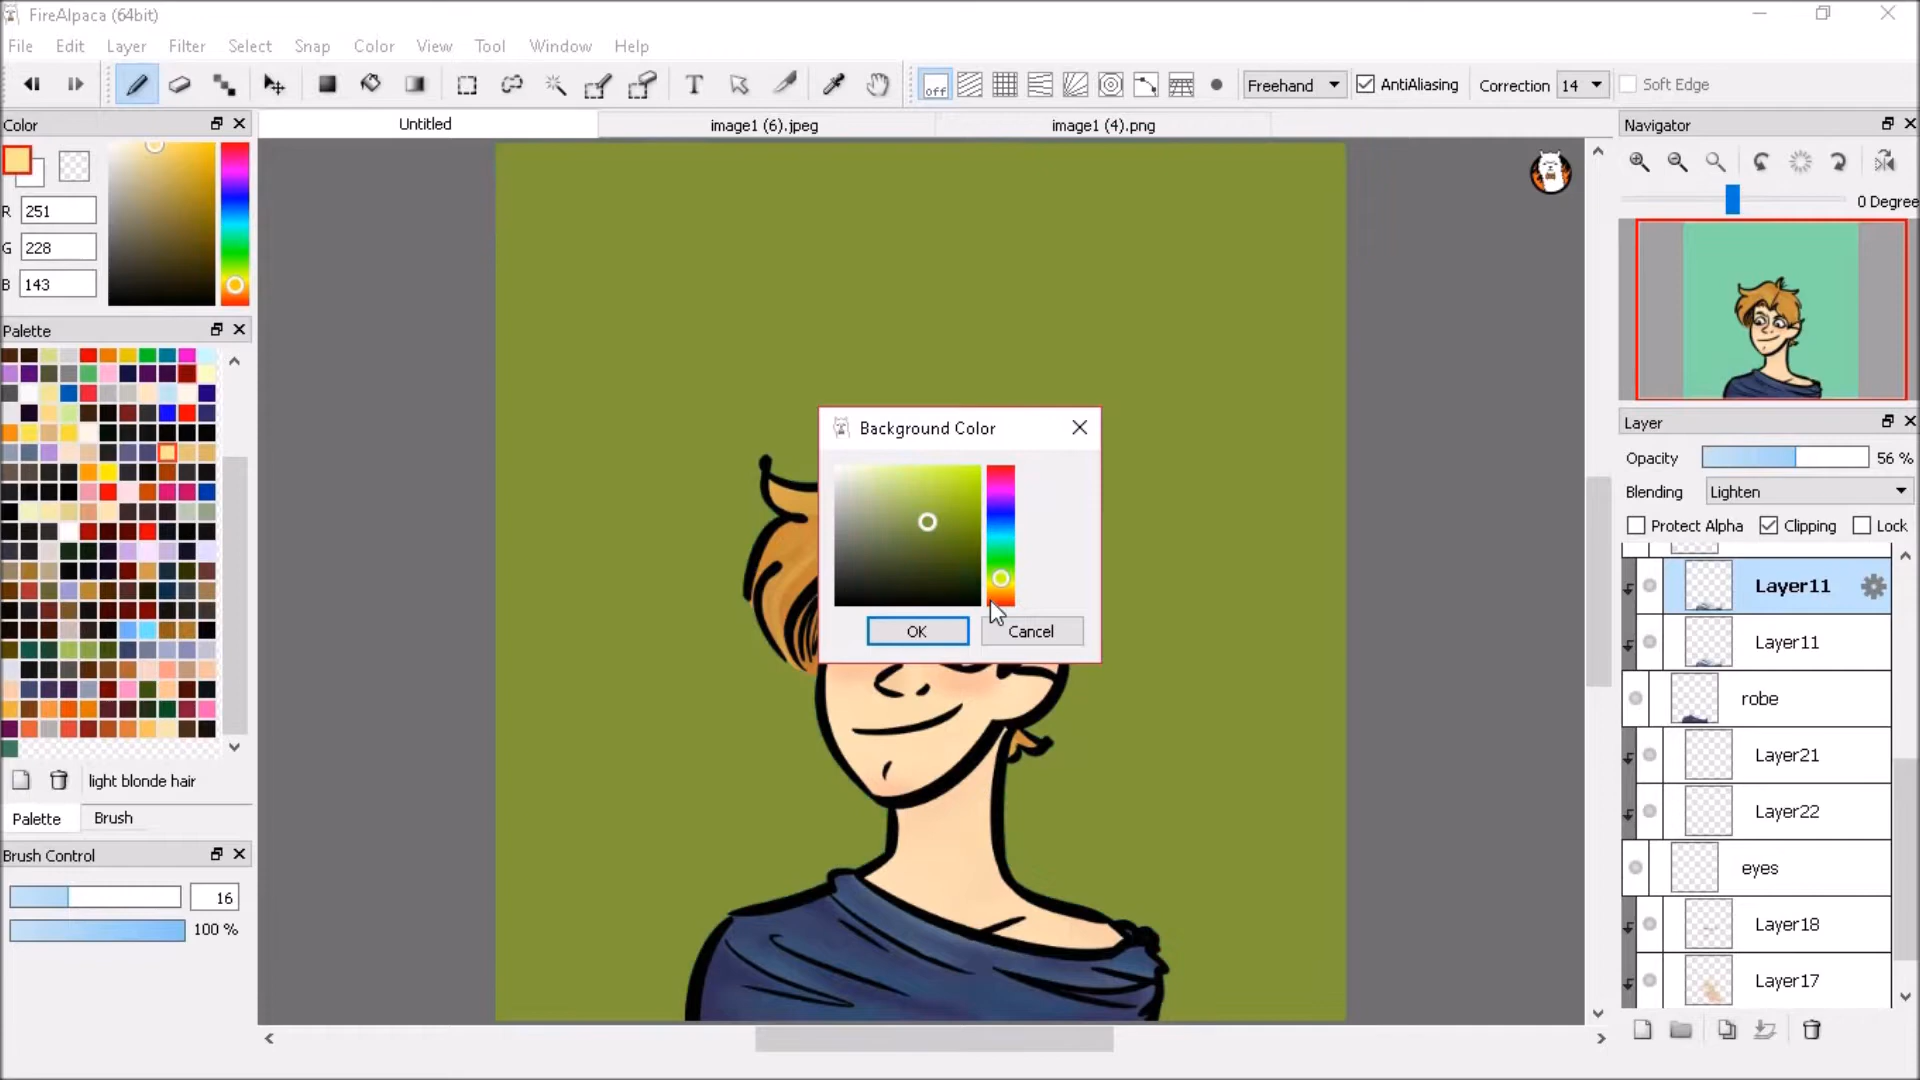 FireAlpaca (64bit)
File Edit Layer Filter Select Snap Color View Tool Window Help
T off Freehand AntiAliasing Correction 14 Soft Edge
Color
Untitled image1 (6).jpeg image1 (4).png
Navigator
R 251
G 228
B 143
0 Degree
Palette
Background Color
OK Cancel
Layer
Opacity 56 %
Blending Lighten
Protect Alpha Clipping Lock
Layer11
Layer11
robe
Layer21
Layer22
eyes
Layer18
Layer17
light blonde hair
Palette Brush
Brush Control
16
100 %